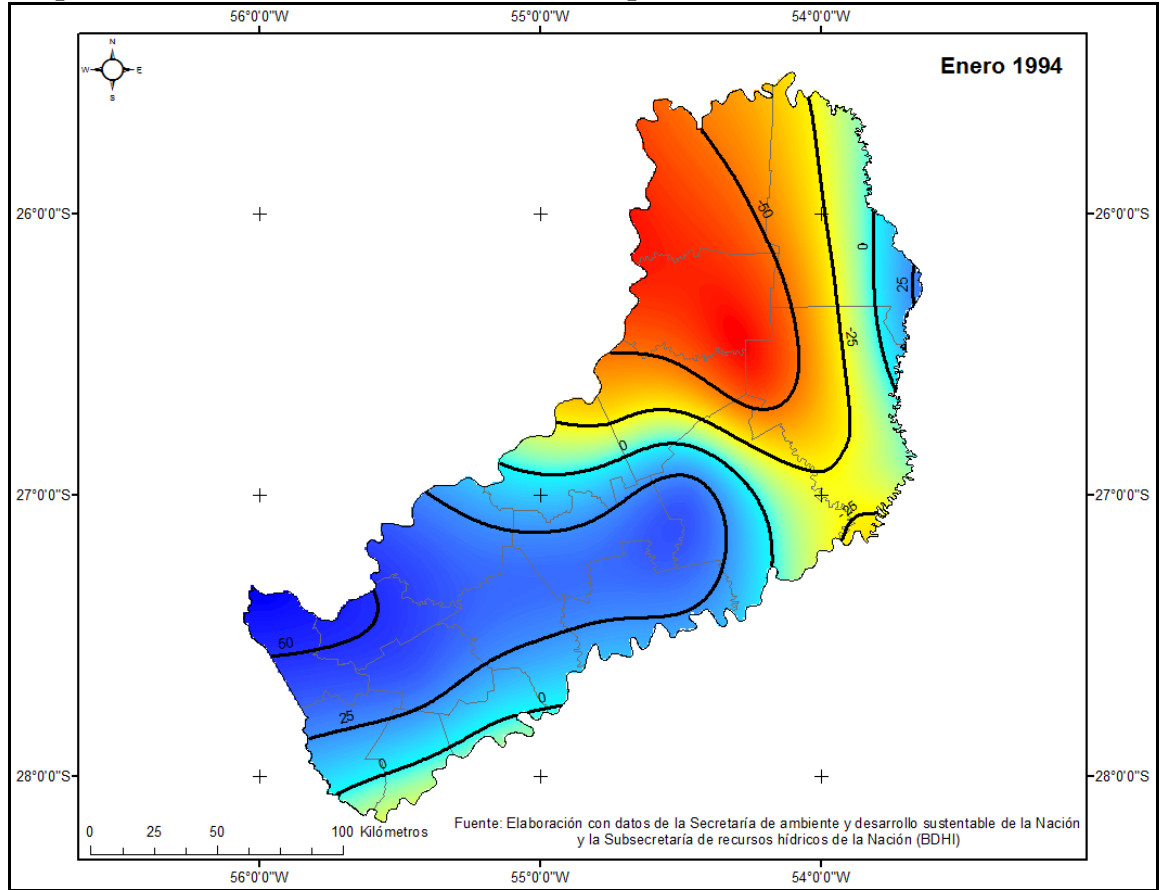 56°0'0"W 55°0'0"W 54°0'0"W
N
W E
S
Enero 1994
26°0'0"S 26°0'0"S
-50
0
25
-25
0
27°0'0"S 27°0'0"S
50
25
0
0
28°0'0"S 28°0'0"S
0 25 50 100 Kilómetros
Fuente: Elaboración con datos de la Secretaría de ambiente y desarrollo sustentable de la Nación
y la Subsecretaría de recursos hídricos de la Nación (BDHI)
56°0'0"W 55°0'0"W 54°0'0"W